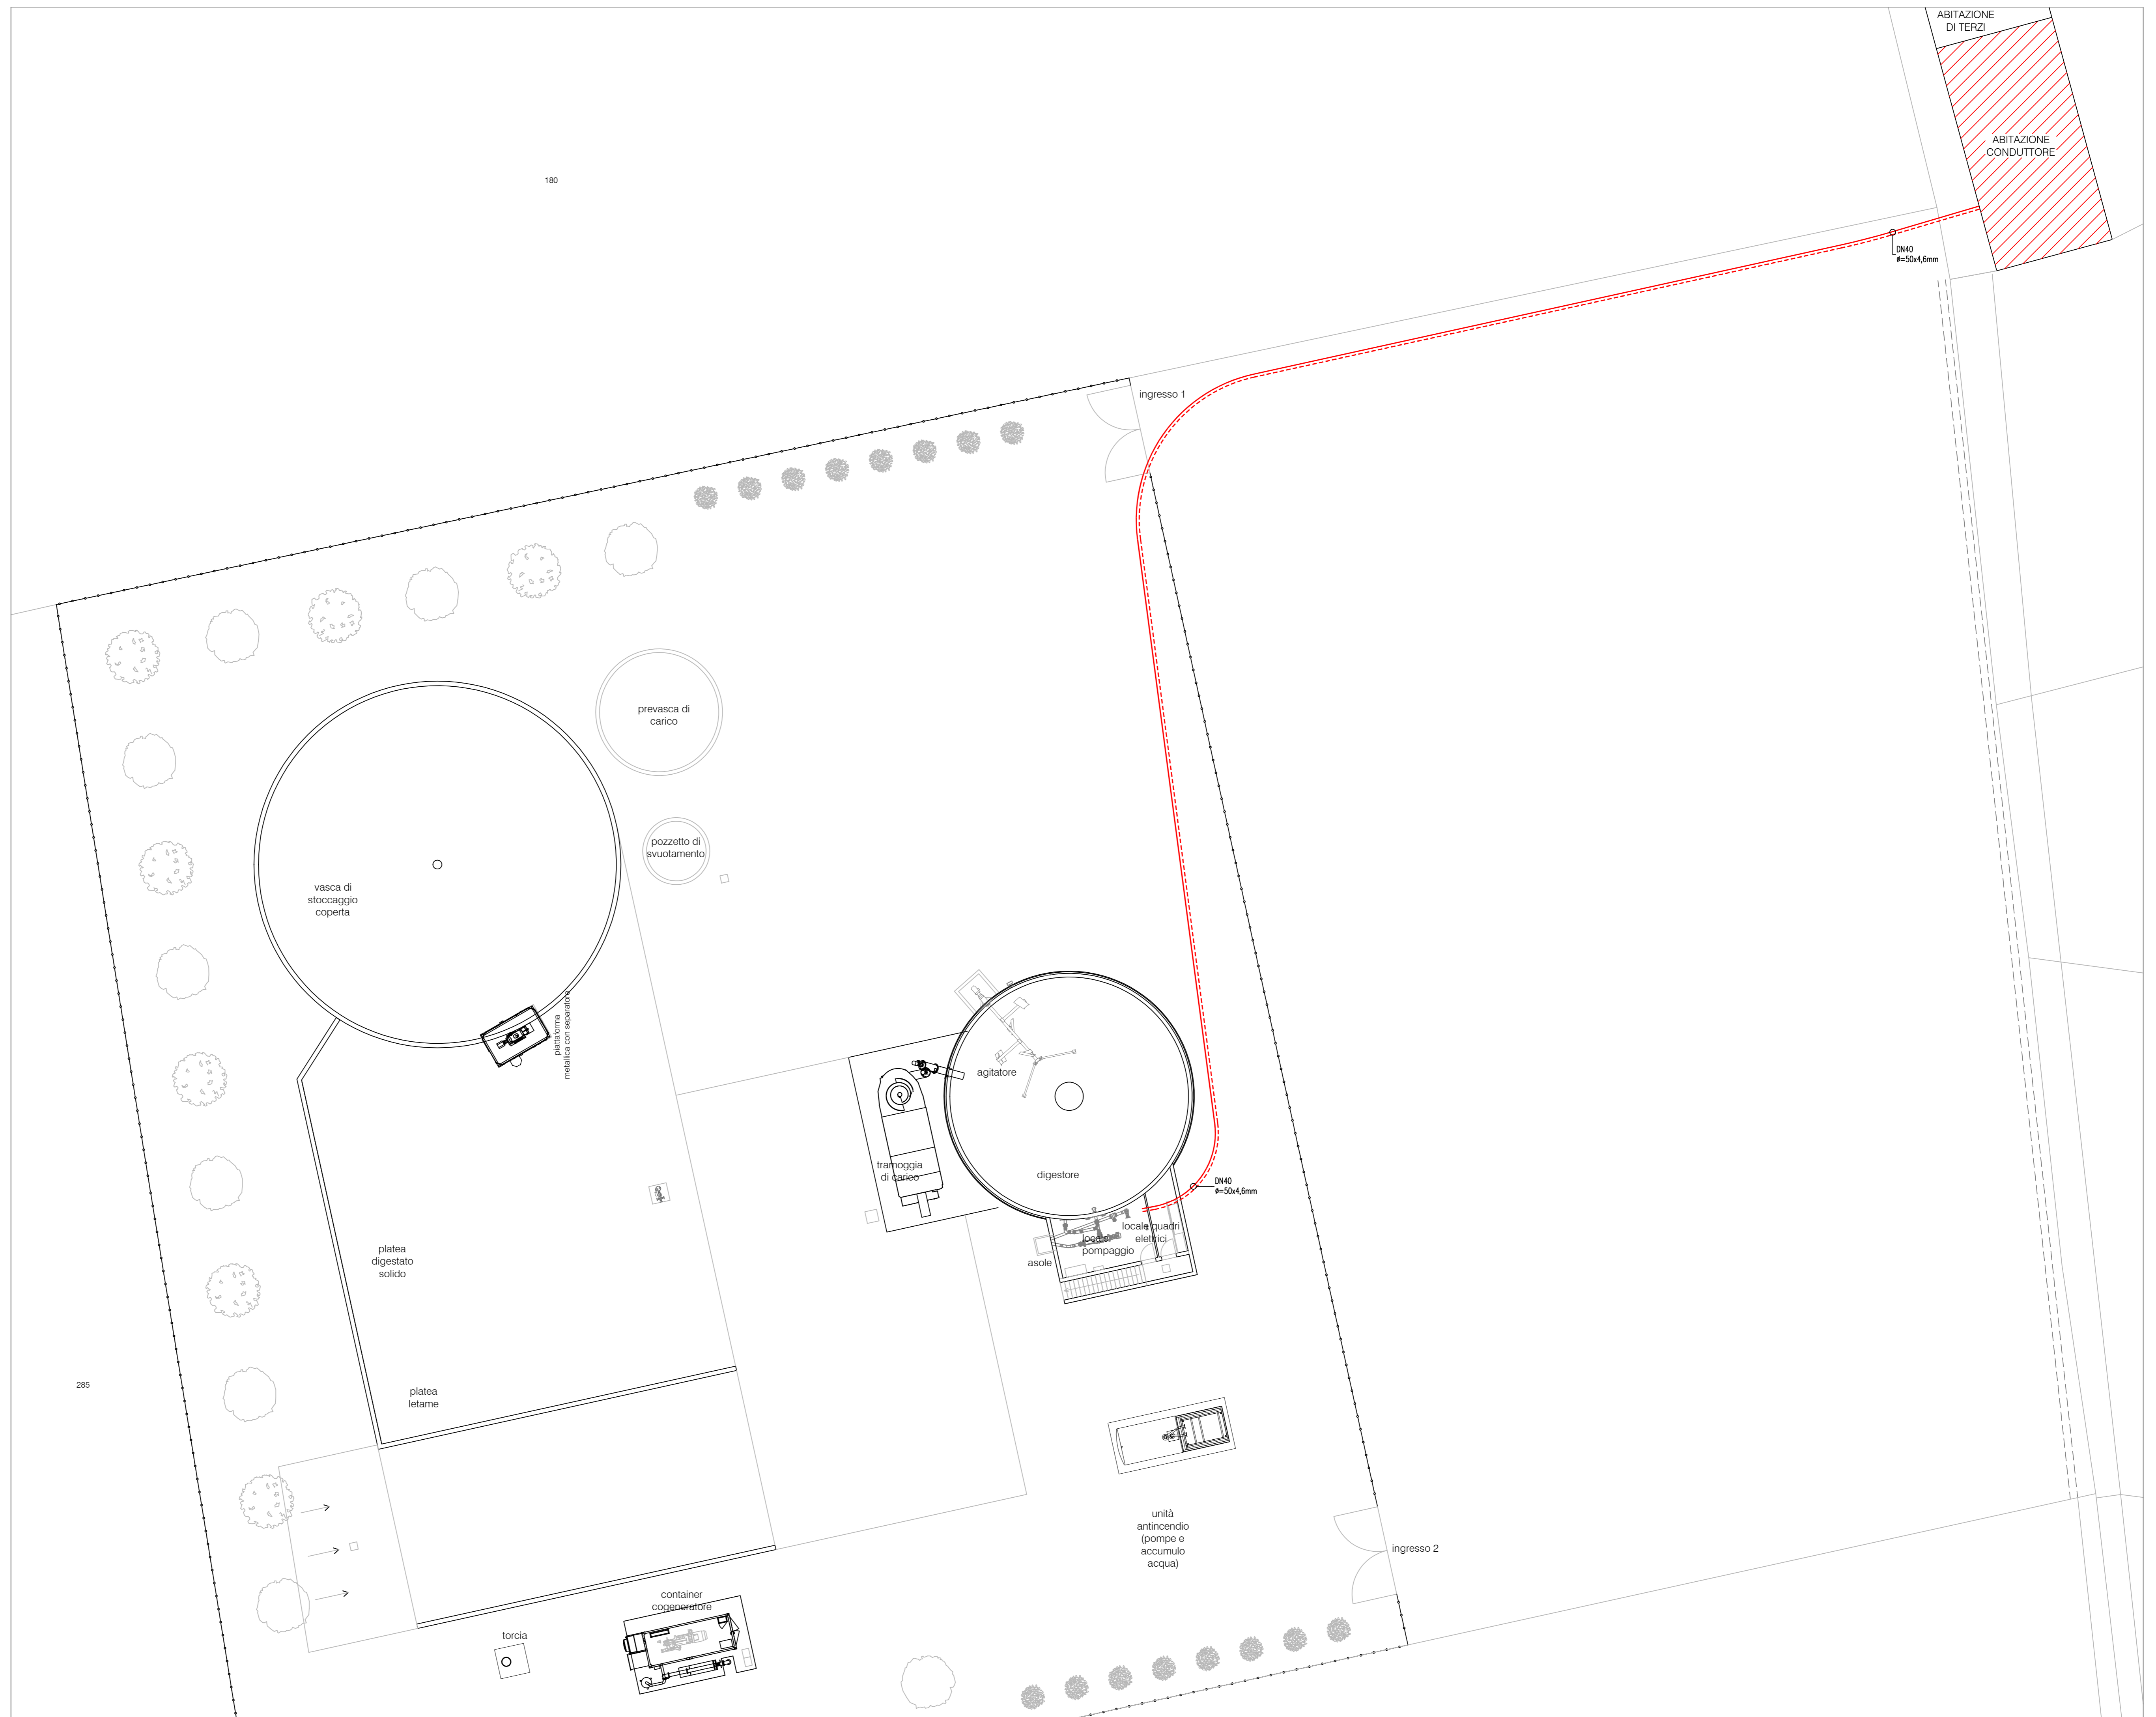 ABITAZIONE
DI TERZI
ABITAZIONE
CONDUTTORE
180
DN40
ø=50x4,6mm
ingresso 1
prevasca di
carico
pozzetto di
svuotamento
vasca di
stoccaggio
coperta
piattaforma
metallica con separatore
agitatore
tramoggia
di carico
digestore
DN40
ø=50x4,6mm
locale quadri
elettrici
locale
pompaggio
asole
platea
digestato
solido
platea
letame
285
unità
antincendio
(pompe e
accumulo
acqua)
ingresso 2
container
cogeneratore
torcia